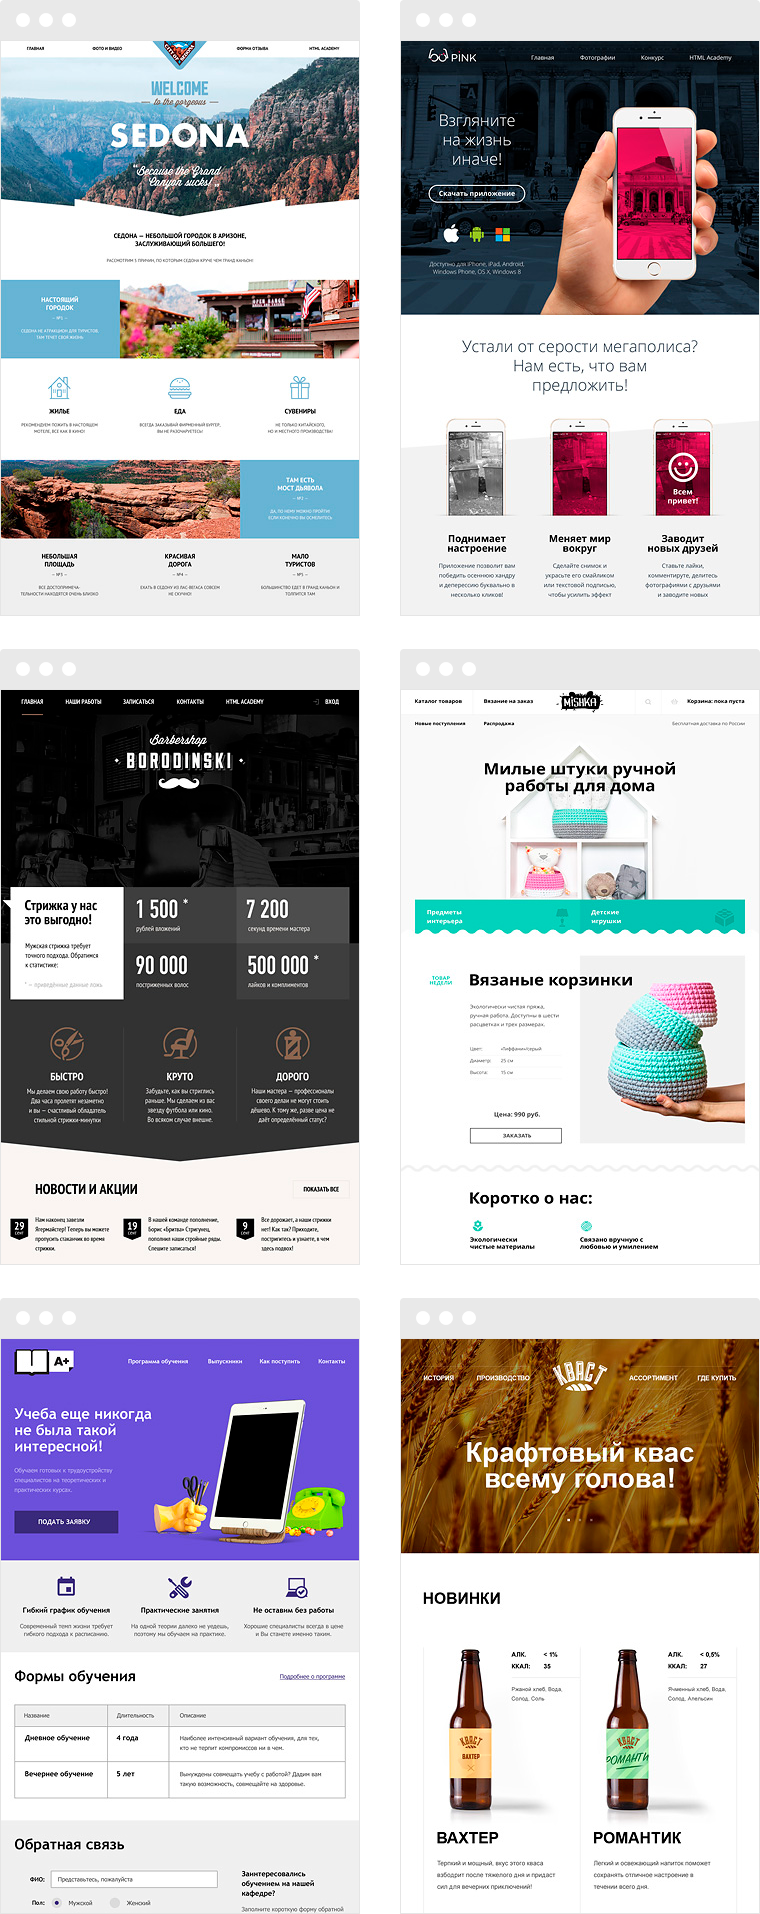 ГЛАВНАЯ
ФОТО И ВИДЕО
ФОРМА ОТЗЫВА
HTML ACADEMY
WELCOME
to the gorgeous
SEDONA
“Because the Grand
Canyon sucks!”
СЕДОНА — НЕБОЛЬШОЙ ГОРОДОК В АРИЗОНЕ,
ЗАСЛУЖИВАЮЩИЙ БОЛЬШЕГО!
РАССМОТРИМ 5 ПРИЧИН, ПО КОТОРЫМ СЕДОНА КРУЧЕ ЧЕМ ГРАНД КАНЬОН!
НАСТОЯЩИЙ
ГОРОДОК
— №1 —
СЕДОНА НЕ АТРАКЦИОН ДЛЯ ТУРИСТОВ,
ТАМ ТЕЧЕТ СВОЯ ЖИЗНЬ
ЖИЛЬЕ
РЕКОМЕНДУЕМ ПОЖИТЬ В НАСТОЯЩЕМ
МОТЕЛЕ, ВСЕ КАК В КИНО!
ЕДА
ВСЕГДА ЗАКАЗЫВАЙ ФИРМЕННЫЙ БУРГЕР,
ВЫ НЕ РАЗОЧАРУЕТЕСЬ!
СУВЕНИРЫ
НЕ ТОЛЬКО КИТАЙСКОГО,
НО И МЕСТНОГО ПРОИЗВОДСТВА!
ТАМ ЕСТЬ
МОСТ ДЬЯВОЛА
— №2 —
ДА, ПО НЕМУ МОЖНО ПРОЙТИ!
ЕСЛИ КОНЕЧНО ВЫ ОСМЕЛИТЕСЬ
НЕБОЛЬШАЯ
ПЛОЩАДЬ
— №3 —
ВСЕ ДОСТОПРИМЕЧА-
ТЕЛЬНОСТИ НАХОДЯТСЯ ОЧЕНЬ БЛИЗКО
КРАСИВАЯ
ДОРОГА
— №4 —
ЕХАТЬ В СЕДОНУ ИЗ ЛАС-ВЕГАСА СОВСЕМ
НЕ СКУЧНО!
МАЛО
ТУРИСТОВ
— №5 —
БОЛЬШИНСТВО ЕДЕТ В ГРАНД КАНЬОН И
ТОЛПИТСЯ ТАМ
PINK
Главная
Фотографии
Конкурс
HTML Academy
Взгляните
на жизнь
иначе!
Скачать приложение
Доступно для iPhone, iPad, Android,
Windows Phone, OS X, Windows 8
Устали от серости мегаполиса?
Нам есть, что вам
предложить!
Всем
привет!
Поднимает
настроение
Приложение позволит вам
победить осеннюю хандру
и депрессию буквально в
несколько кликов!
Меняет мир
вокруг
Сделайте снимок и
украсьте его смайликом
или текстовой подписью,
чтобы усилить эффект
Заводит
новых друзей
Ставьте лайки,
комментируте, делитесь
фотографиями с друзьями
и заводите новых
ГЛАВНАЯ
НАШИ РАБОТЫ
ЗАПИСАТЬСЯ
КОНТАКТЫ
HTML ACADEMY
ВХОД
Barbershop
BORODINSKI
Стрижка у нас
это выгодно!
Мужская стрижка требует
точного подхода. Обратимся
к статистике:
* — приведённые данные ложь
1 500 *
рублей вложений
7 200
секунд времени мастера
90 000
постриженных волос
500 000 *
лайков и комплиментов
БЫСТРО
Мы делаем свою работу быстро!
Два часа пролетят незаметно
и вы — счастливый обладатель
стильной стрижки-минутки
КРУТО
Забудьте, как вы стриглись
раньше. Мы сделаем из вас
звезду футбола или кино.
Во всяком случае внешне.
ДОРОГО
Наши мастера — профессионалы
своего дела и не могут стоить
дёшево. К тому же, разве цена не
даёт определённый статус?
НОВОСТИ И АКЦИИ
ПОКАЗАТЬ ВСЕ
29
СЕНТ
Нам наконец завезли
Ягермайстер! Теперь вы можете
пропустить стаканчик во время
стрижки.
19
СЕНТ
В нашей команде пополнение,
Борис «Бритва» Стригунец,
пополнил наши стройные ряды.
Спешите записаться!
9
СЕНТ
Все дорожает, а наши стрижки
нет! Как так? Приходите,
постригитесь и узнаете, в чем
здесь подвох!
Каталог товаров
Вязание на заказ
MiSHKA
Корзина: пока пуста
Новые поступления
Распродажа
Бесплатная доставка по России
Милые штуки ручной
работы для дома
Предметы
интерьера
Детские
игрушки
ТОВАР
НЕДЕЛИ
Вязаные корзинки
Экологически чистая пряжа,
ручная работа. Доступны в шести
расцветках и трех размерах.
Цвет: «Тиффани»/серый
Диаметр: 25 см
Высота: 15 см
Цена: 990 руб.
ЗАКАЗАТЬ
Коротко о нас:
Экологически
чистые материалы
Связано вручную с
любовью и умилением
A+
Программа обучения
Выпускники
Как поступить
Контакты
Учеба еще никогда
не была такой
интересной!
Обучаем готовых к трудоустройству
специалистов на теоретических и
практических курсах.
ПОДАТЬ ЗАЯВКУ
Гибкий график обучения
Современный темп жизни требует
гибкого подхода к расписанию.
Практические занятия
На одной теории далеко не уедешь,
поэтому мы обучаем на практике.
Не оставим без работы
Хорошие специалисты всегда в цене
и Вы станете именно таким.
Формы обучения
Подробнее о программе
Название
Длительность
Описание
Дневное обучение
4 года
Наиболее интенсивный вариант обучения, для тех,
кто не терпит компромиссов ни в чем.
Вечернее обучение
5 лет
Вынуждены совмещать учебу с работой? Дадим вам
такую возможность, совмещайте на здоровье.
Обратная связь
ФИО:
Представьтесь, пожалуйста
Пол:
Мужской
Женский
Заинтересовались
обучением на нашей
кафедре?
Заполните короткую форму обратной
ИСТОРИЯ
ПРОИЗВОДСТВО
КВАСТ
АССОРТИМЕНТ
ГДЕ КУПИТЬ
Крафтовый квас
всему голова!
НОВИНКИ
АЛК. < 1%
ККАЛ: 35
Ржаной хлеб, Вода,
Солод, Соль
КВАСТ
ВАХТЕР
ВАХТЕР
Терпкий и мощный, вкус этого кваса
взбодрит после тяжелого дня и придаст
сил для вечерних приключений!
АЛК. < 0,5%
ККАЛ: 27
Ячменный хлеб, Вода,
Солод, Апельсин
КВАСТ
РОМАНТИ
РОМАНТИК
Легкий и освежающий напиток поможет
сохранять отличное настроение в
течении всего дня.